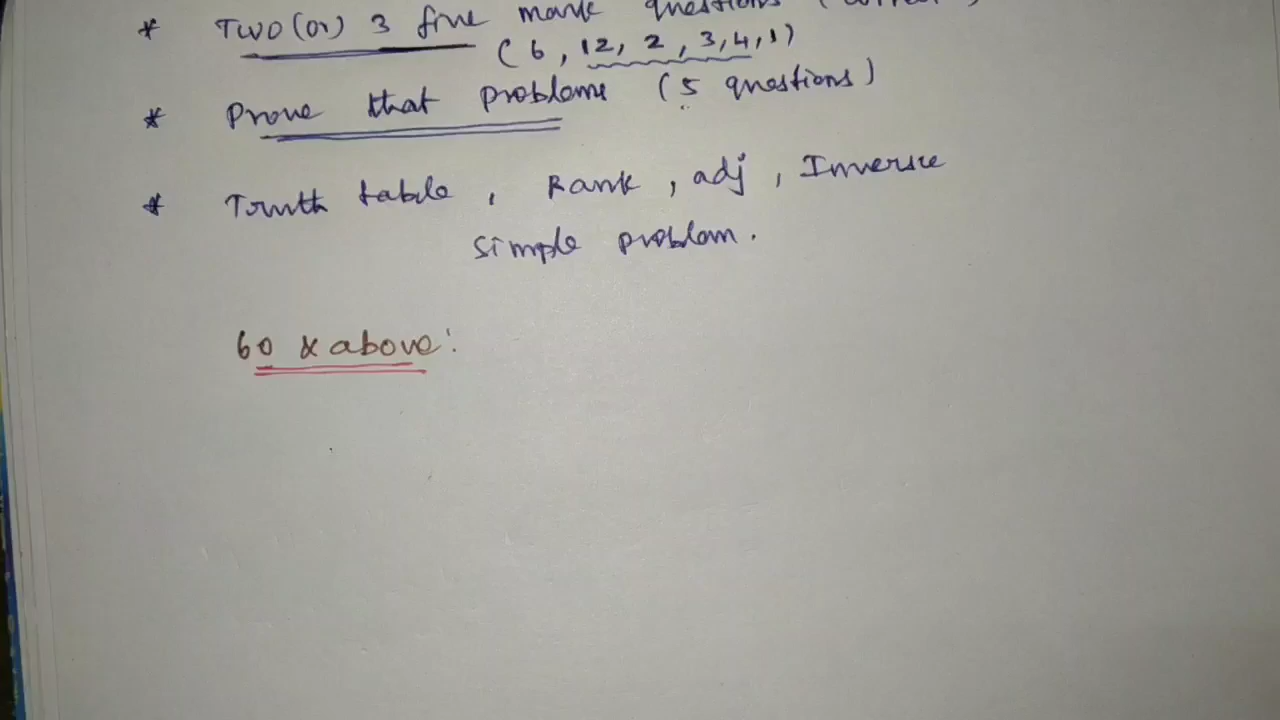 * Two (or) 3 five mark questions (
(6, 12, 2, 3, 4, 1)
* Prove that problems (5 questions)
* Truth table, Rank, adj, Inverse
simple problem.
60 & above: